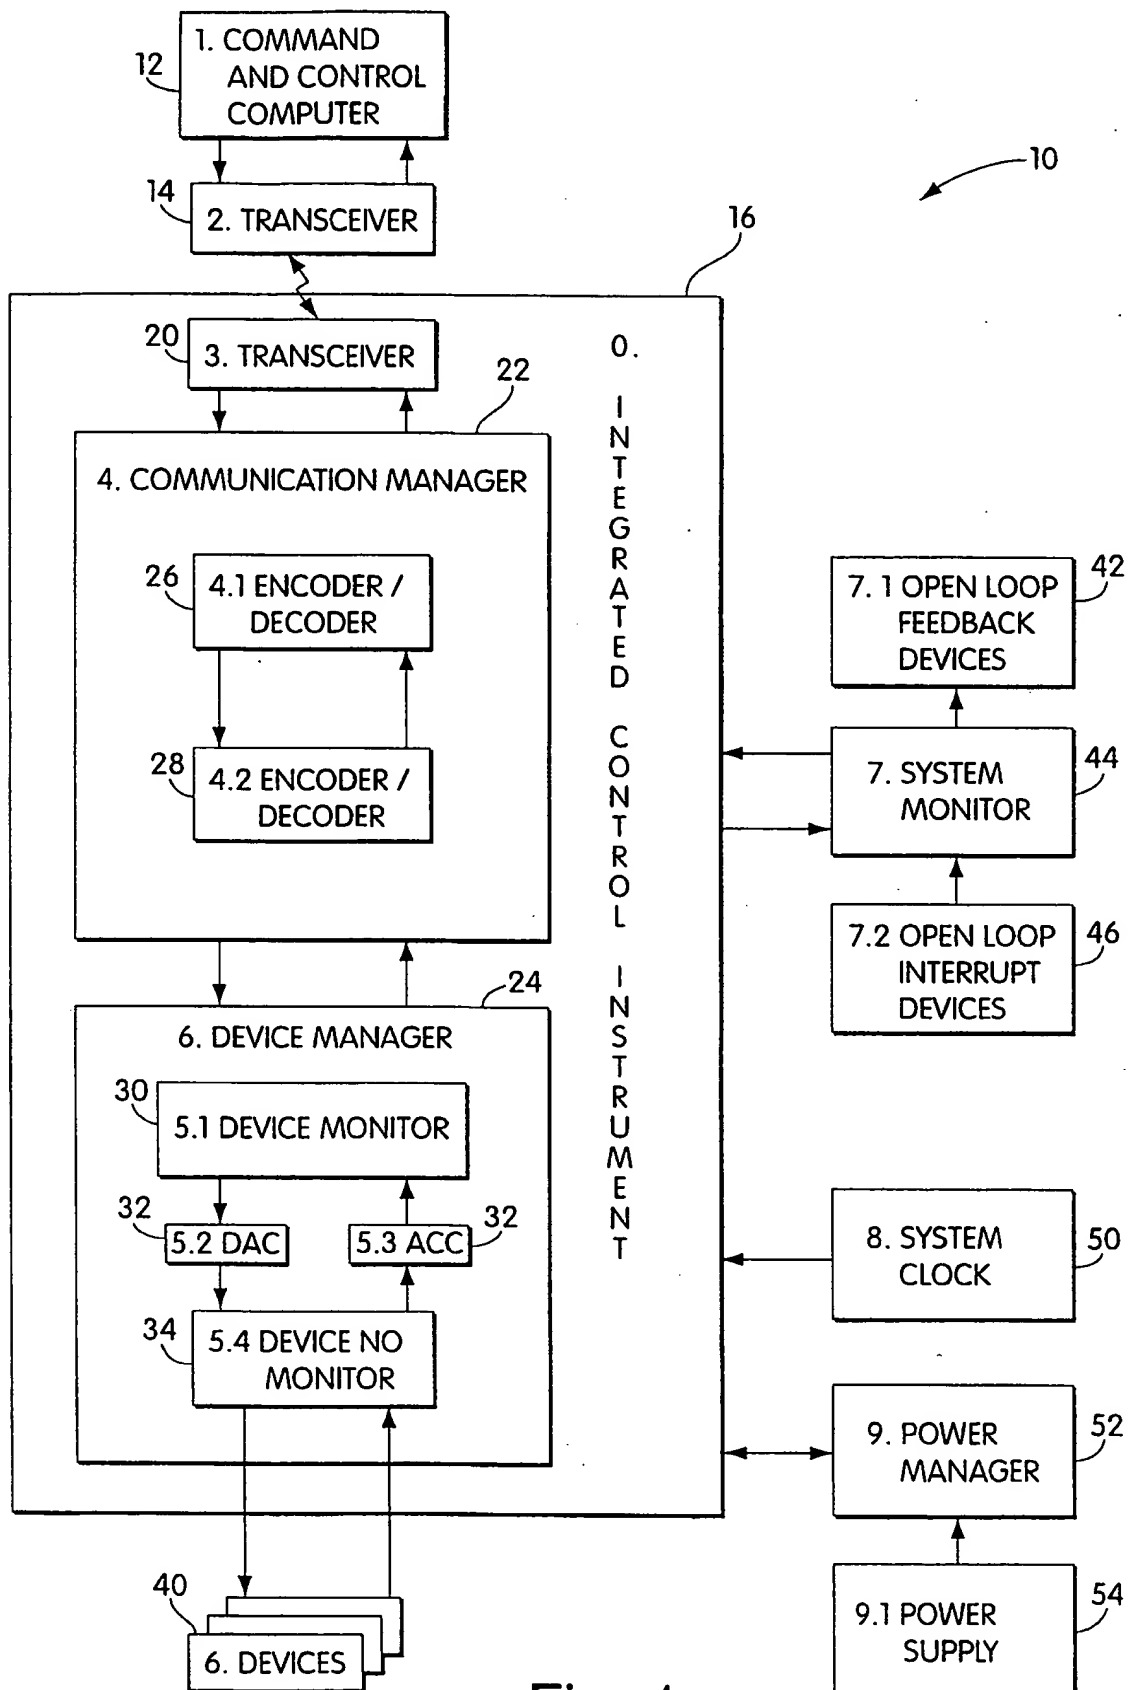 1. COMMAND
AND CONTROL
COMPUTER
12
10
14
2. TRANSCEIVER
16
20
3. TRANSCEIVER
0. INTEGRATED CONTROL INSTRUMENT
22
4. COMMUNICATION MANAGER
26
4.1 ENCODER /
DECODER
28
4.2 ENCODER /
DECODER
7.1 OPEN LOOP
FEEDBACK
DEVICES
42
7. SYSTEM
MONITOR
44
7.2 OPEN LOOP
INTERRUPT
DEVICES
46
24
6. DEVICE MANAGER
30
5.1 DEVICE MONITOR
32
5.2 DAC
5.3 ACC
32
34
5.4 DEVICE NO
MONITOR
8. SYSTEM
CLOCK
50
9. POWER
MANAGER
52
40
6. DEVICES
9.1 POWER
SUPPLY
54